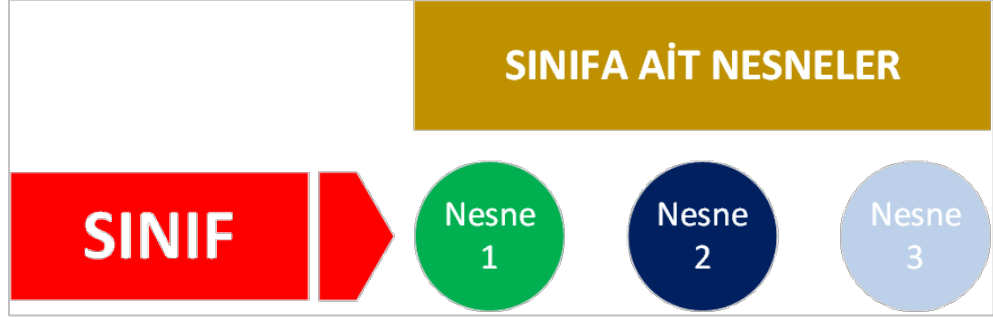 SINIFA AİT NESNELER
SINIF
Nesne
1
Nesne
2
Nesne
3